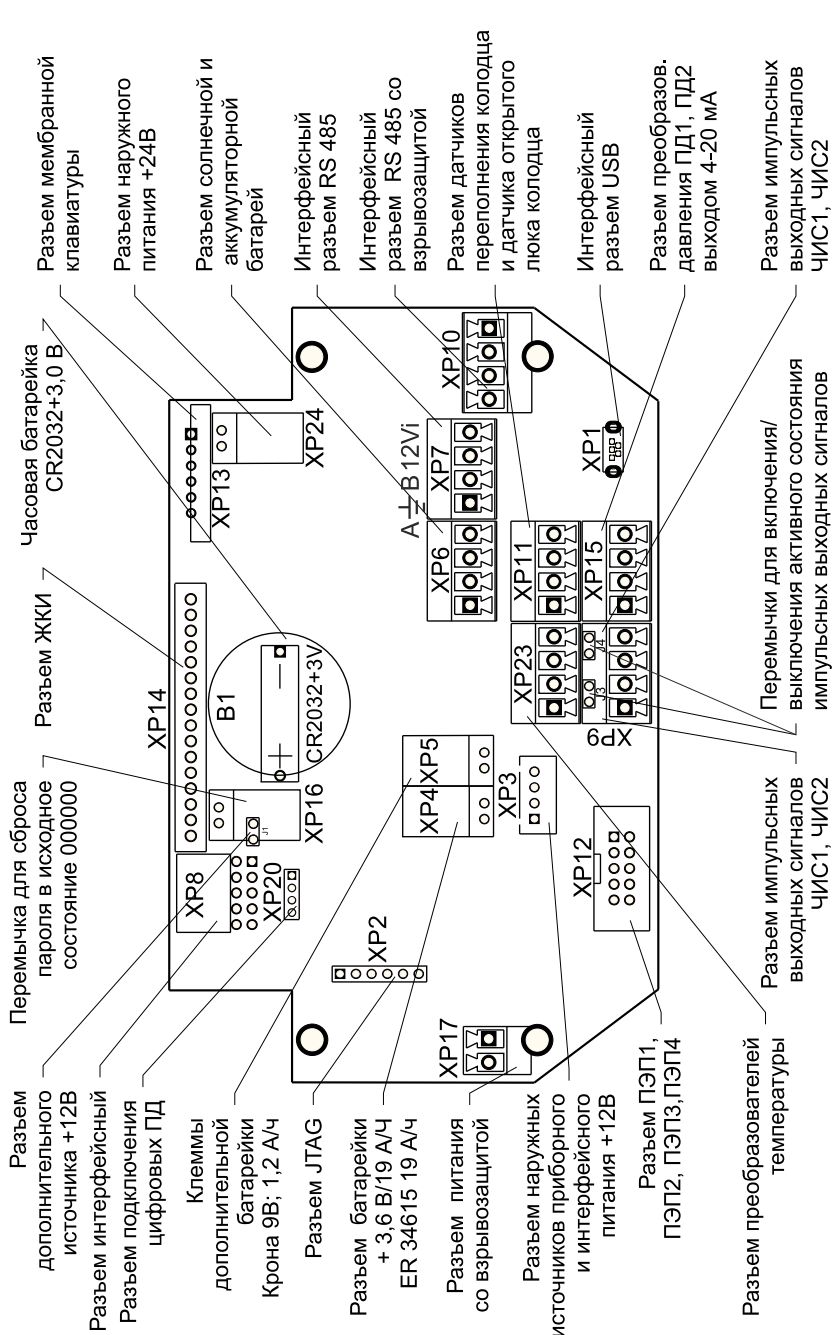 Разъем
дополнительного
источника +12В
Разъем интерфейсный
Разъем подключения
цифровых ПД
Клеммы
дополнительной
батарейки
Крона 9В; 1,2 А/ч
Разъем JTAG
Разъем батарейки
+ 3,6 В/19 А/Ч
ER 34615 19 А/ч
Разъем питания
со взрывозащитой
Разъем наружных
источников приборного
и интерфейсного
питания +12В
Разъем ПЭП1,
ПЭП2, ПЭП3,ПЭП4
Разъем преобразователей
температуры
Перемычка для сброса
пароля в исходное
состояние 000000
Разъем ЖКИ
Часовая батарейка
CR2032+3,0 В
Разъем мембранной
клавиатуры
Разъем наружного
питания +24В
Разъем солнечной и
аккумуляторной
батарей
Интерфейсный
разъем RS 485
Интерфейсный
разъем RS 485 со
взрывозащитой
Разъем датчиков
переполнения колодца
и датчика открытого
люка колодца
Интерфейсный
разъем USB
Разъем преобразов.
давления ПД1, ПД2
выходом 4-20 мА
Разъем импульсных
выходных сигналов
ЧИС1, ЧИС2
Перемычки для включения/
выключения активного состояния
импульсных выходных сигналов
Разъем импульсных
выходных сигналов
ЧИС1, ЧИС2
XP8
XP14
XP13
XP24
XP20
J1
XP16
B1
CR2032+3V
XP2
XP4
XP5
XP6
XP7
A
B
12Vi
XP10
XP17
XP3
XP12
XP23
XP11
XP9
J3
J4
XP15
XP1